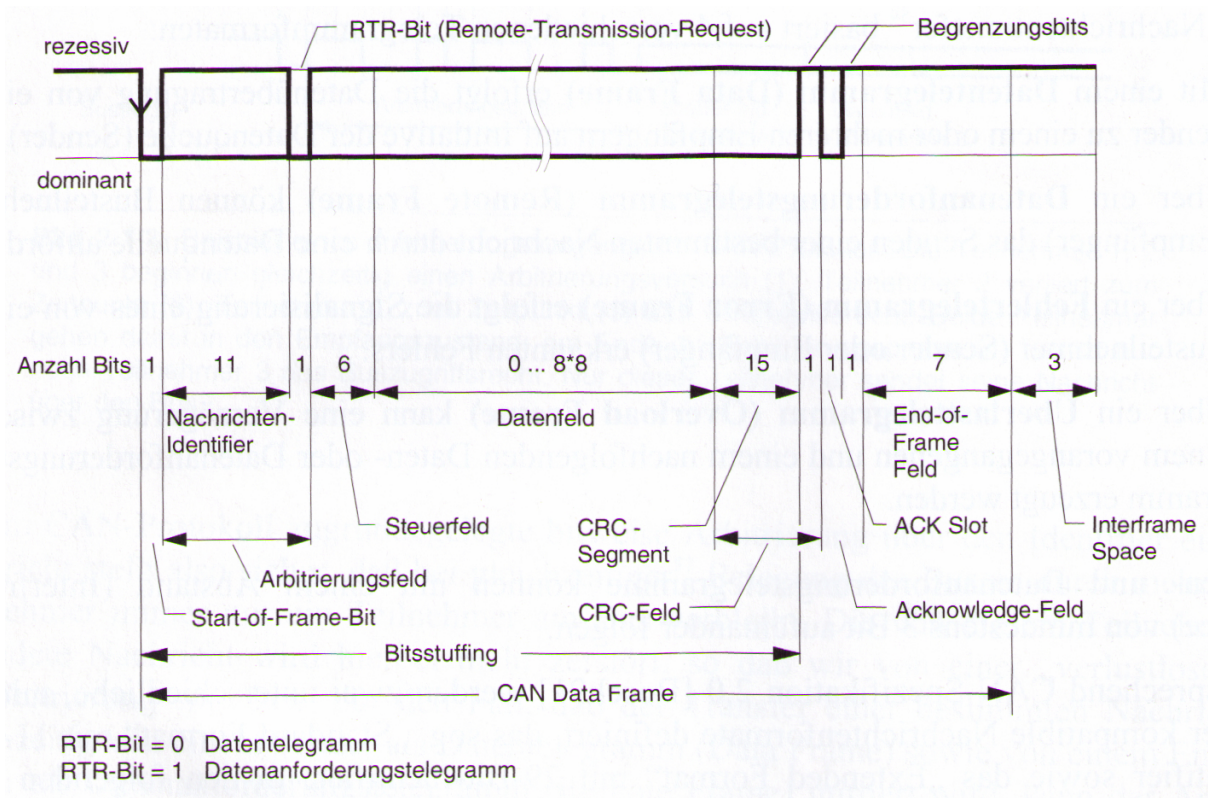 rezessiv
RTR-Bit (Remote-Transmission-Request)
Begrenzungsbits
dominant
Anzahl Bits 1 11 1 6 0 ... 8*8 15 1 1 1 7 3
Nachrichten-
Identifier
Datenfeld
End-of-
Frame
Feld
Steuerfeld
CRC -
Segment
ACK Slot
Interframe
Space
Arbitrierungsfeld
CRC-Feld
Acknowledge-Feld
Start-of-Frame-Bit
Bitsstuffing
CAN Data Frame
RTR-Bit = 0 Datentelegramm
RTR-Bit = 1 Datenanforderungstelegramm